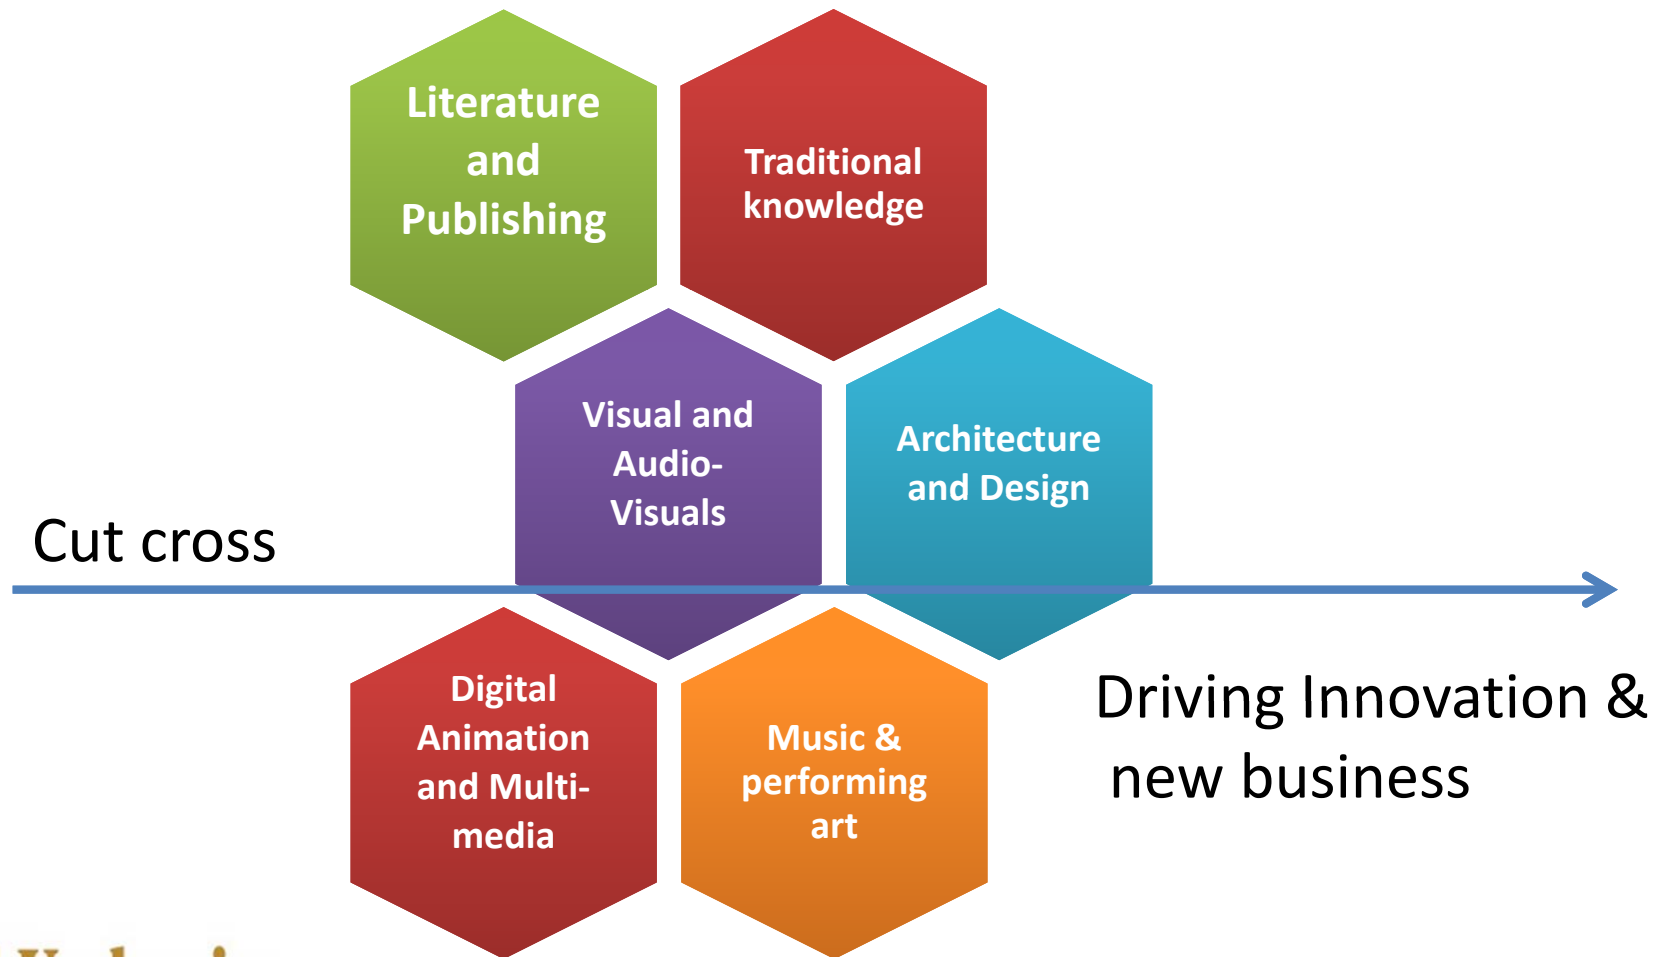 Literature
and
Publishing
Traditional
knowledge
Visual and
Audio-
Visuals
Architecture
and Design
Cut cross
Digital
Animation
and Multi-
media
Music &
performing
art
Driving Innovation &
new business